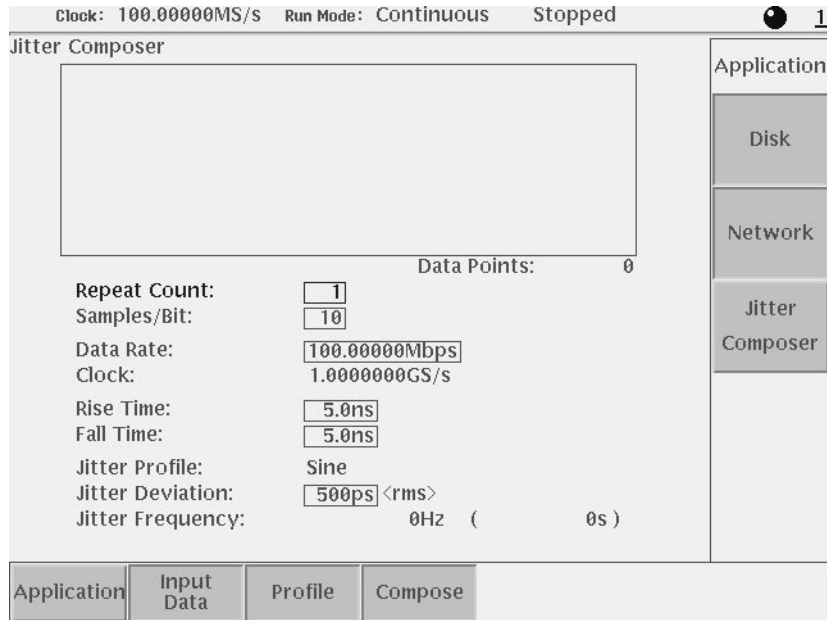 Clock: 100.00000MS/s Run Mode: Continuous Stopped 1
Jitter Composer
Application
Disk
Network
Jitter
Composer
Data Points: 0
Repeat Count: 1
Samples/Bit: 10
Data Rate: 100.00000Mbps
Clock: 1.0000000GS/s
Rise Time: 5.0ns
Fall Time: 5.0ns
Jitter Profile: Sine
Jitter Deviation: 500ps <rms>
Jitter Frequency: 0Hz ( 0s )
Application
Input
Data
Profile
Compose